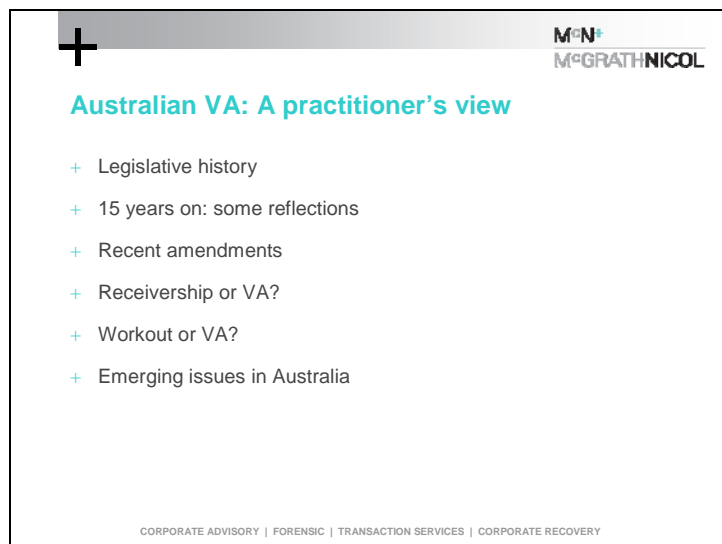 McN+
McGRATHNICOL
Australian VA: A practitioner's view
+ Legislative history
+ 15 years on: some reflections
+ Recent amendments
+ Receivership or VA?
+ Workout or VA?
+ Emerging issues in Australia
CORPORATE ADVISORY | FORENSIC | TRANSACTION SERVICES | CORPORATE RECOVERY